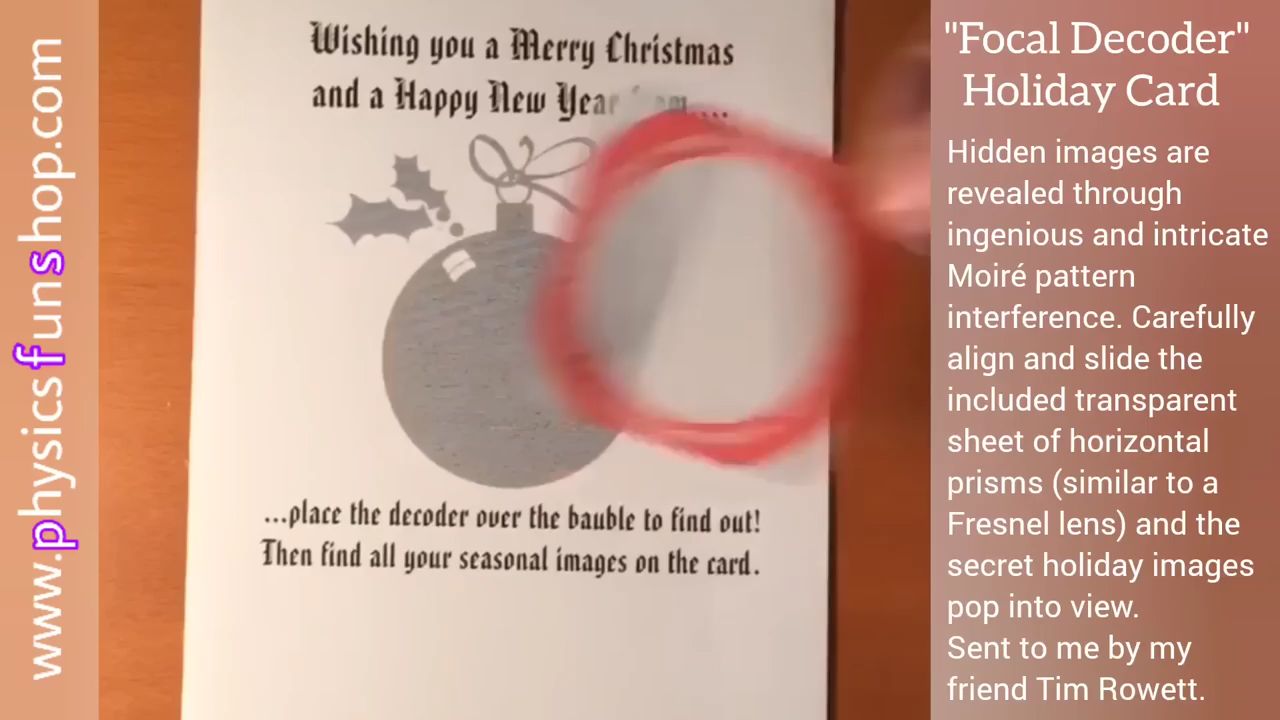 www.physicsfunshop.com
Wishing you a Merry Christmas
and a Happy New Year from....
...place the decoder over the bauble to find out!
Then find all your seasonal images on the card.
"Focal Decoder"
Holiday Card
Hidden images are
revealed through
ingenious and intricate
Moiré pattern
interference. Carefully
align and slide the
included transparent
sheet of horizontal
prisms (similar to a
Fresnel lens) and the
secret holiday images
pop into view.
Sent to me by my
friend Tim Rowett.